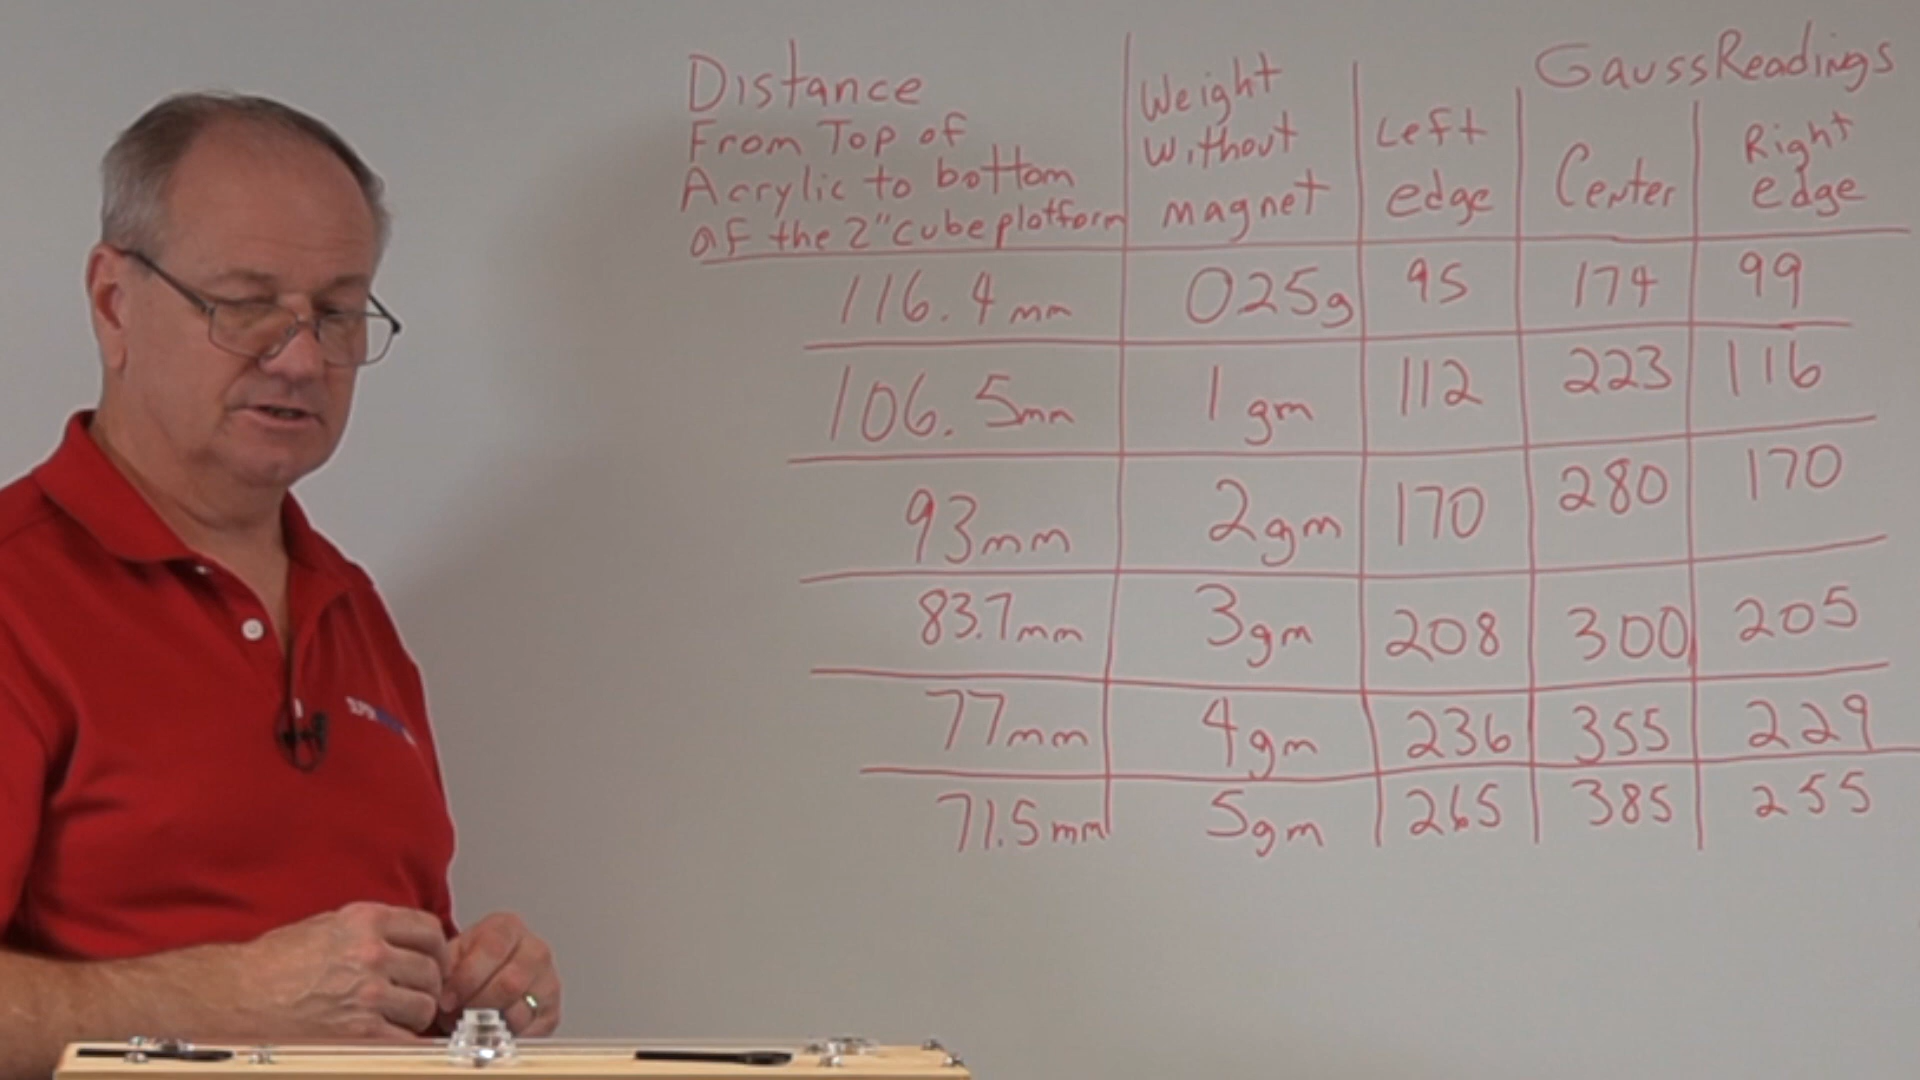 Gauss Readings
Distance
From Top of
Acrylic to bottom
of the 2" cube platform
Weight
Without
magnet
Left
edge
Center
Right
edge
116.4mm 025g 95 174 99
106.5mm 1gm 112 223 116
93mm 2gm 170 280 170
83.7mm 3gm 208 300 205
77mm 4gm 236 355 229
71.5mm 5gm 265 385 255